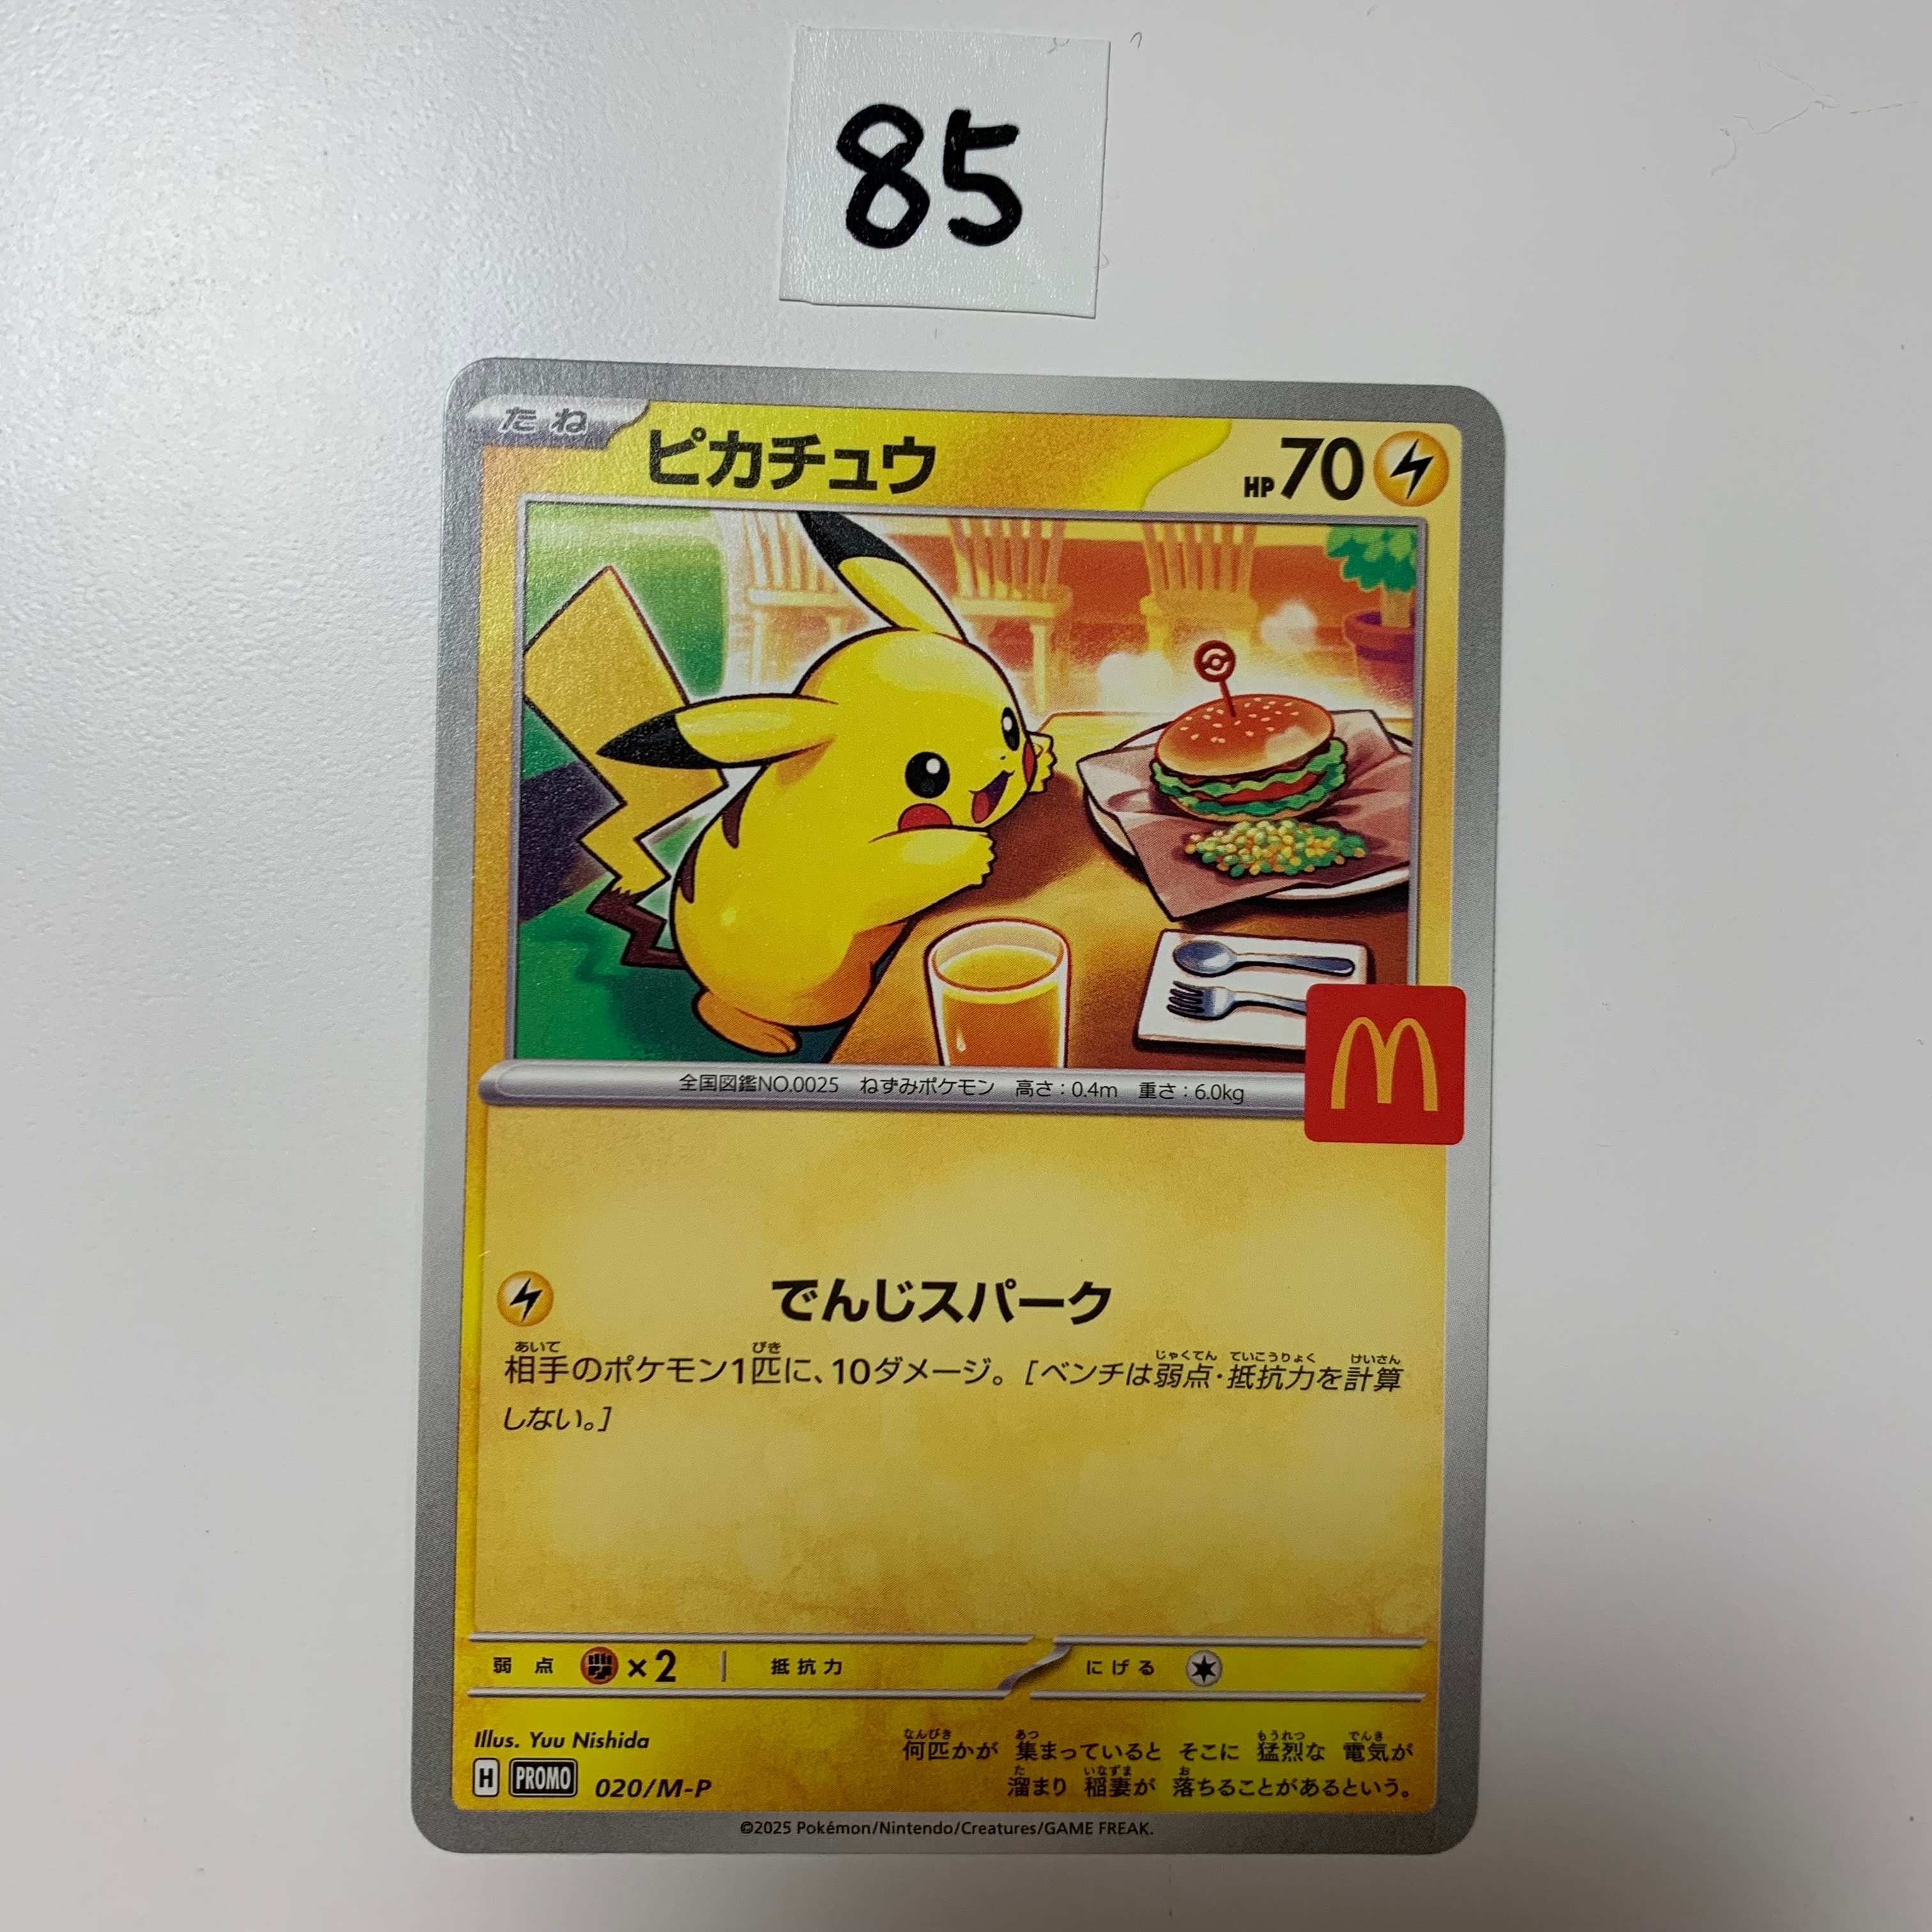 85
たね
ピカチュウ
HP70
全国図鑑NO.0025 ねずみポケモン 高さ:0.4m 重さ:6.0kg
M
でんじスパーク
あいて びき じゃくてん ていこうりょく けいさん
相手のポケモン1匹に、10ダメージ。[ベンチは弱点・抵抗力を計算
しない。]
弱点 ×2 抵抗力 にげる
Illus. Yuu Nishida
なんびき あつ もうれつ でんき
何匹かが 集まっていると そこに 猛烈な 電気が
H PROMO 020/M-P
た いなずま お
溜まり 稲妻が 落ちることがあるという。
©2025 Pokémon/Nintendo/Creatures/GAME FREAK.